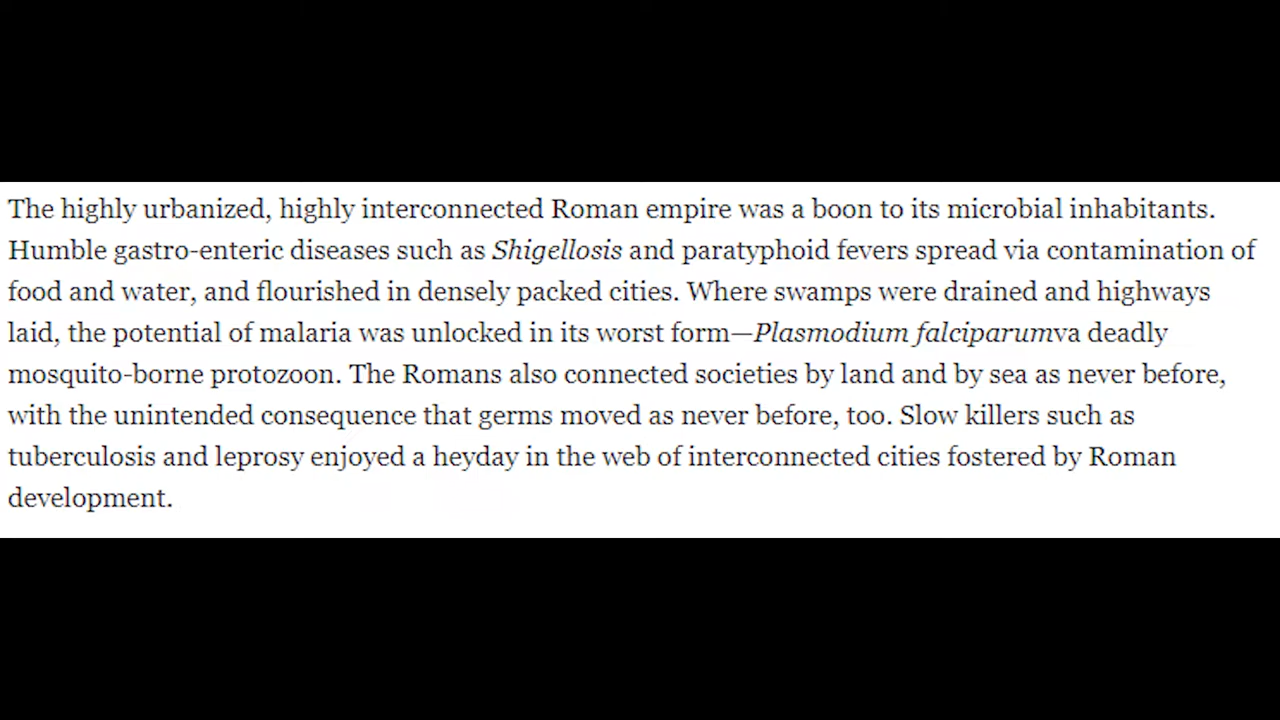 The highly urbanized, highly interconnected Roman empire was a boon to its microbial inhabitants.
Humble gastro-enteric diseases such as Shigellosis and paratyphoid fevers spread via contamination of
food and water, and flourished in densely packed cities. Where swamps were drained and highways
laid, the potential of malaria was unlocked in its worst form—Plasmodium falciparumva deadly
mosquito-borne protozoon. The Romans also connected societies by land and by sea as never before,
with the unintended consequence that germs moved as never before, too. Slow killers such as
tuberculosis and leprosy enjoyed a heyday in the web of interconnected cities fostered by Roman
development.